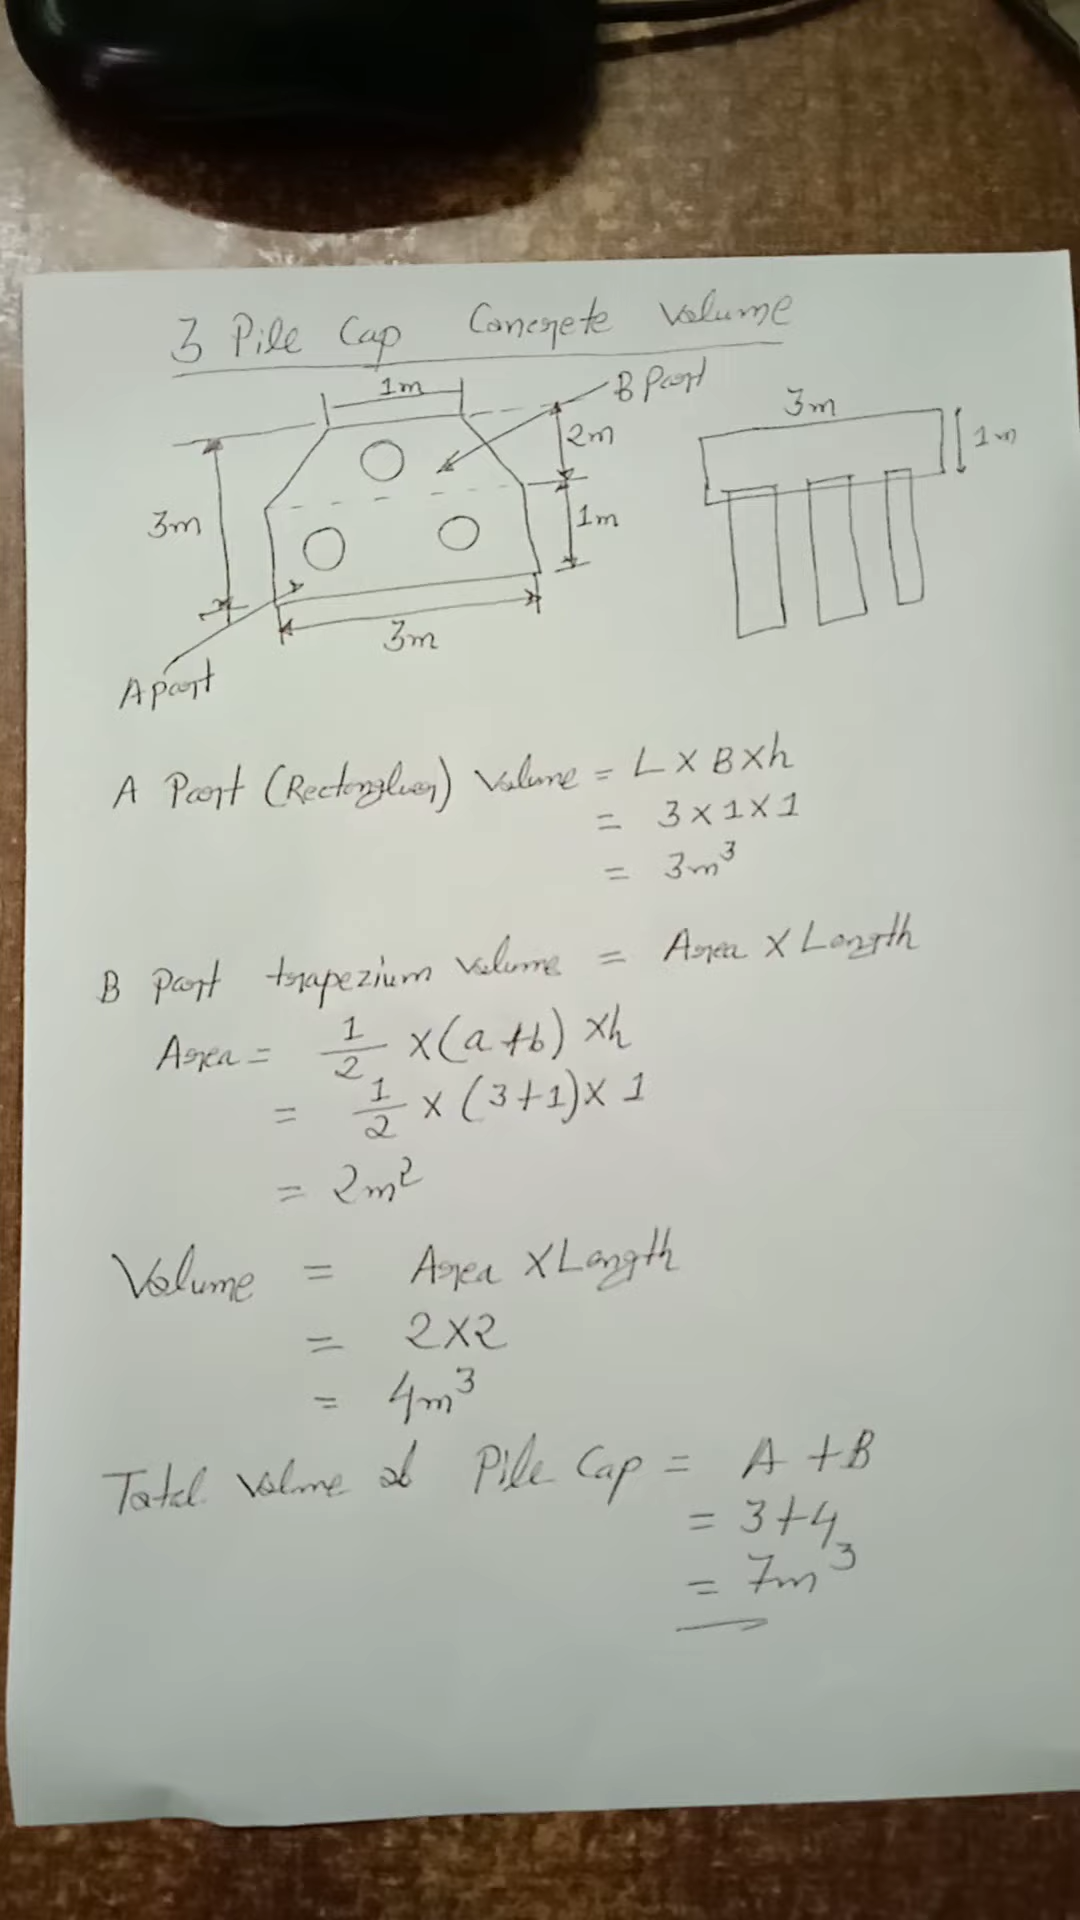 3 Pile Cap Concrete Volume
1m
B Part
2m
3m
1m
3m
1m
3m
A part
A Part (Rectangluer) Volume = L X B X h
= 3 X 1 X 1
= 3m³
B Part trapezium volume = Area X Length
Area = 1/2 X (a+b) X h
= 1/2 X (3+1) X 1
= 2m²
Volume = Area X Length
= 2X2
= 4m³
Total Volme of Pile Cap = A + B
= 3+4
= 7m³